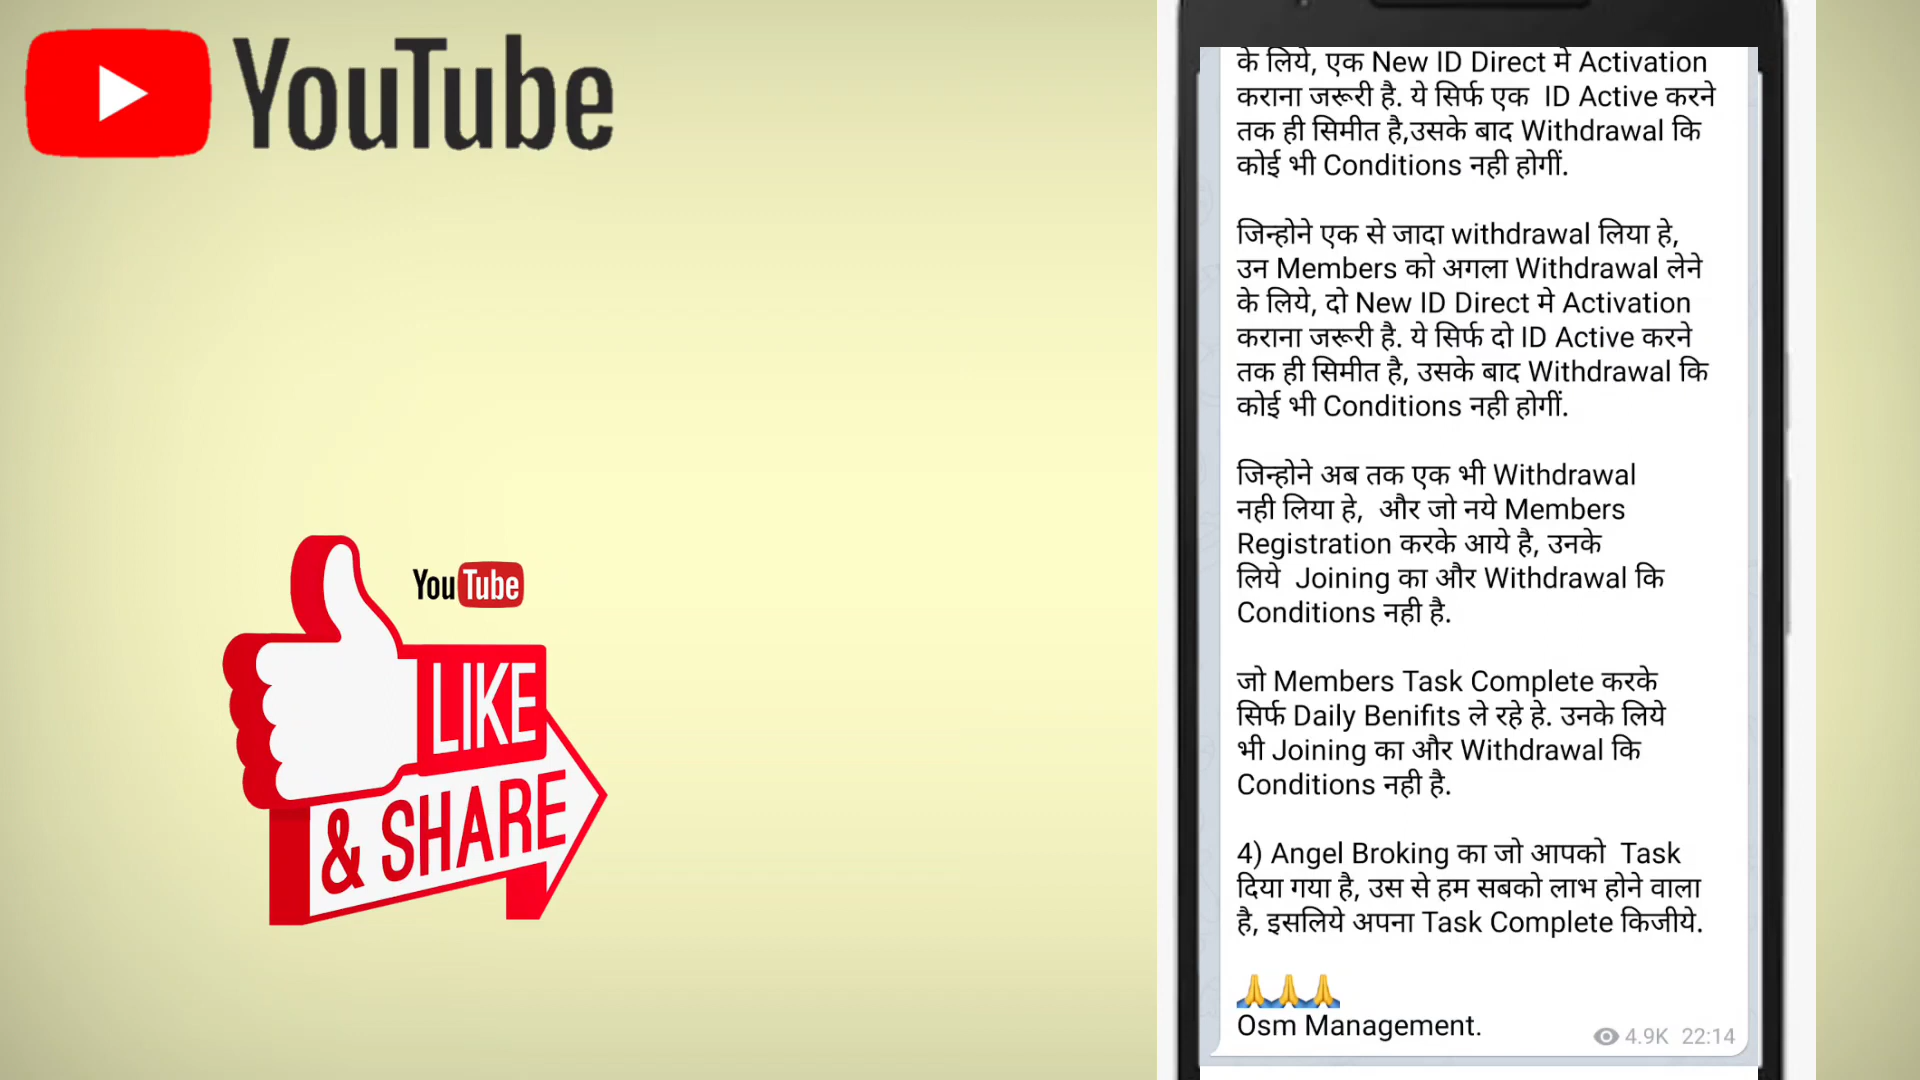 YouTube
You Tube
LIKE
& SHARE
के लिये, एक New ID Direct मे Activation
कराना जरूरी है. ये सिर्फ एक  ID Active करने
तक ही सिमीत है,उसके बाद Withdrawal कि
कोई भी Conditions नही होगीं.
जिन्होने एक से जादा withdrawal लिया हे,
उन Members को अगला Withdrawal लेने
के लिये, दो New ID Direct मे Activation
कराना जरूरी है. ये सिर्फ दो ID Active करने
तक ही सिमीत है, उसके बाद Withdrawal कि
कोई भी Conditions नही होगीं.
जिन्होने अब तक एक भी Withdrawal
नही लिया हे,  और जो नये Members
Registration करके आये है, उनके
लिये  Joining का और Withdrawal कि
Conditions नही है.
जो Members Task Complete करके
सिर्फ Daily Benifits ले रहे हे. उनके लिये
भी Joining का और Withdrawal कि
Conditions नही है.
4) Angel Broking का जो आपको  Task
दिया गया है, उस से हम सबको लाभ होने वाला
है, इसलिये अपना Task Complete किजीये.
🙏🙏🙏
Osm Management.
4.9K 22:14